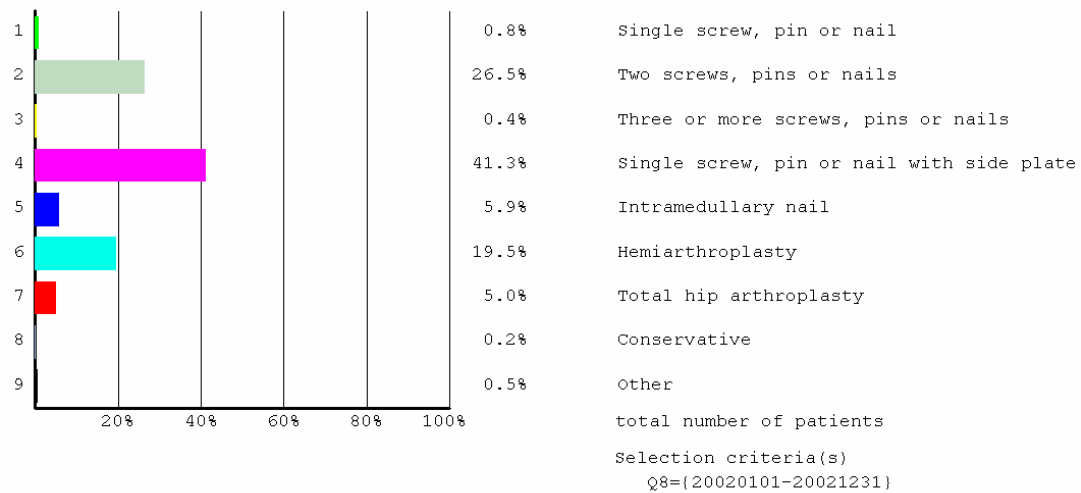 1 0.8% Single screw, pin or nail
2 26.5% Two screws, pins or nails
3 0.4% Three or more screws, pins or nails
4 41.3% Single screw, pin or nail with side plate
5 5.9% Intramedullary nail
6 19.5% Hemiarthroplasty
7 5.0% Total hip arthroplasty
8 0.2% Conservative
9 0.5% Other
20% 40% 60% 80% 100% total number of patients
Selection criteria(s)
Q8={20020101-20021231}